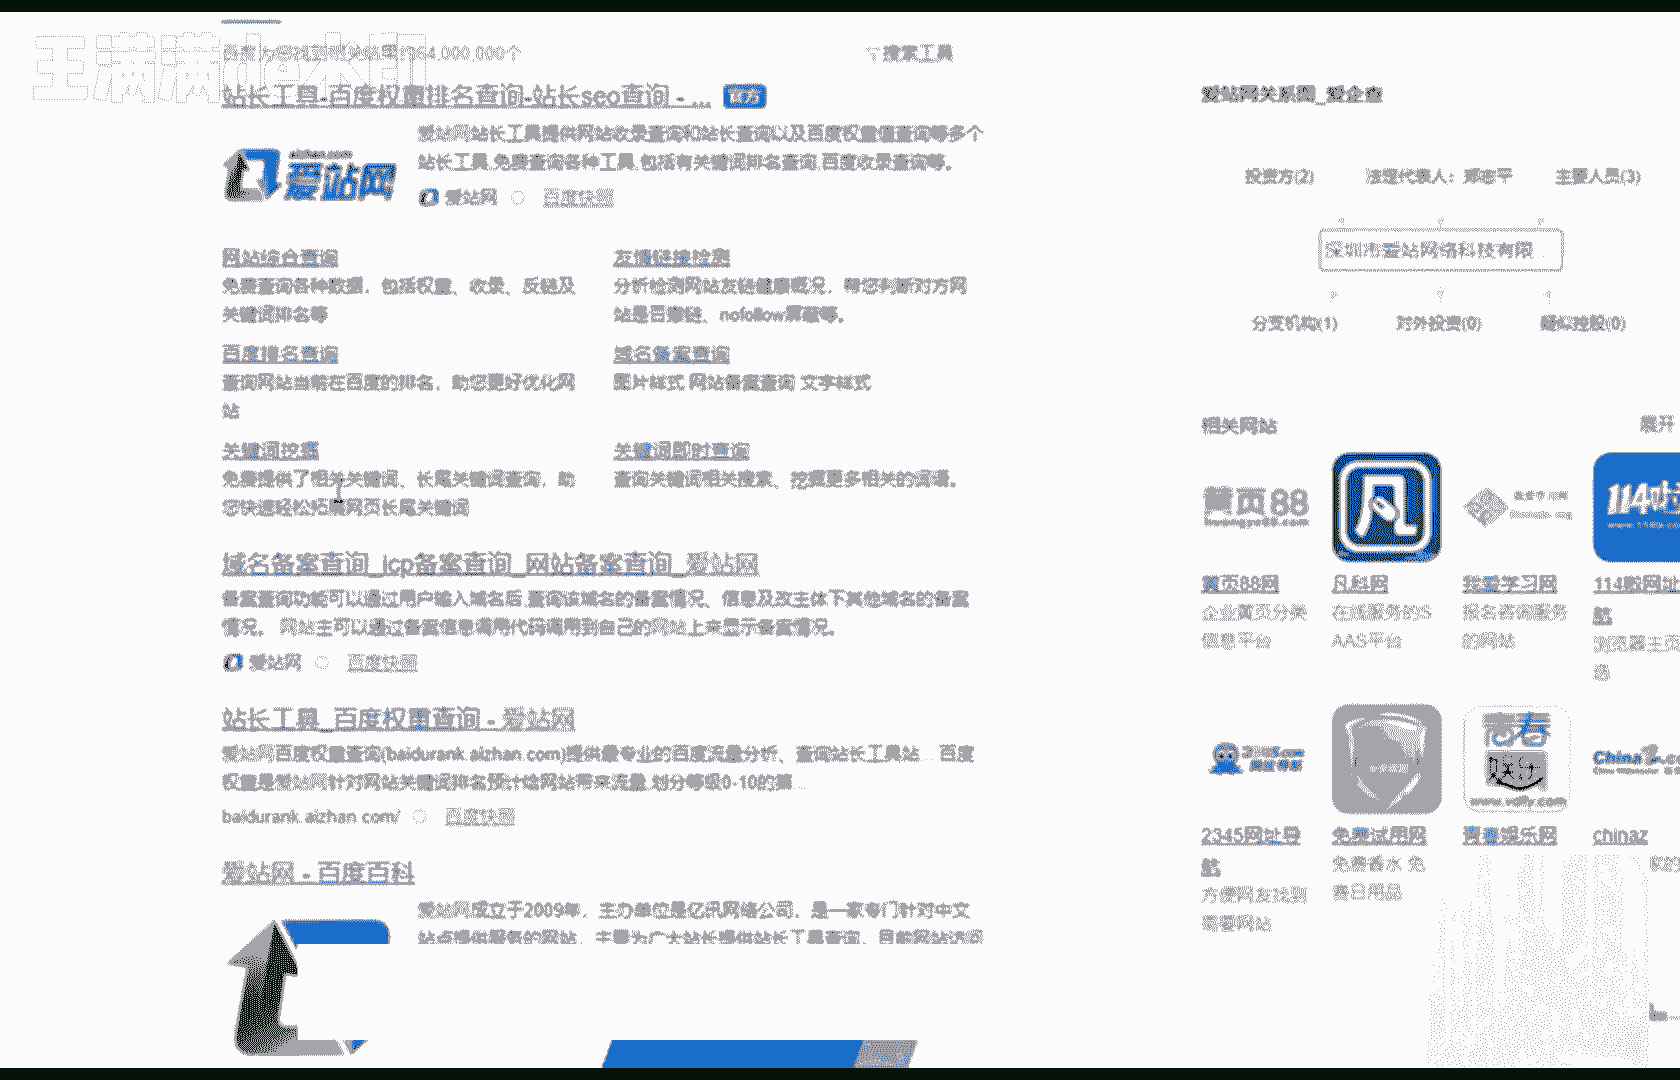 王满满de水印
百度为您找到相关结果约64,000,000个
搜索工具
站长工具-百度权重排名查询-站长seo查询 - ...
官方
爱站网站长工具提供网站收录查询和站长查询以及百度权重值查询等多个
站长工具,免费查询各种工具,包括有关键词排名查询,百度收录查询等。
aizhan.com
爱站网
爱站网
百度快照
网站综合查询
免费查询各种数据，包括权重、收录、反链及
关键词排名等
友情链接检测
分析检测网站友链健康概况，帮您判断对方网
站是否撤链、nofollow屏蔽等。
百度排名查询
查询网站当前在百度的排名，助您更好优化网
站
域名备案查询
图片样式 网站备案查询 文字样式
关键词挖掘
免费提供了相关关键词、长尾关键词查询，助
您快速轻松拓展网页长尾关键词
关键词即时查询
查询关键词相关搜索、挖掘更多相关的词语。
域名备案查询_icp备案查询_网站备案查询_爱站网
备案查询功能可以通过用户输入域名后,查询该域名的备案情况、信息及改主体下其他域名的备案
情况。 网站主可以通过备案信息调用代码调用到自己的网站上来显示备案情况。
爱站网
百度快照
站长工具_百度权重查询 - 爱站网
爱站网百度权重查询(baidurank.aizhan.com)提供最专业的百度流量分析、查询站长工具站... 百度
权重是爱站网针对网站关键词排名预计给网站带来流量,划分等级0-10的第...
baidurank.aizhan.com/
百度快照
爱站网 - 百度百科
爱站网成立于2009年，主办单位是亿讯网络公司，是一家专门针对中文
站点提供服务的网站，主要为广大站长提供站长工具查询，目前网站访问
爱站网关系图_爱企查
投资方(2)
法定代表人：
主要人员(3)
深圳市爱站网络科技有限...
分支机构(1)
对外投资(0)
疑似控股(0)
相关网站
展开
黄页88
huangye88.com
114啦
黄页88网
企业黄页分类
信息平台
凡科网
在线服务的S
AAS平台
我爱学习网
报名咨询服务
的网站
114啦网址
航
浏览器主页
选
2345.com
网址导航
青春
娱乐
www.vdfly.com
China
2345网址导
航
方便网友找到
需要网站
免费试用网
免费香水 免
费日用品
青春娱乐网
chinaz